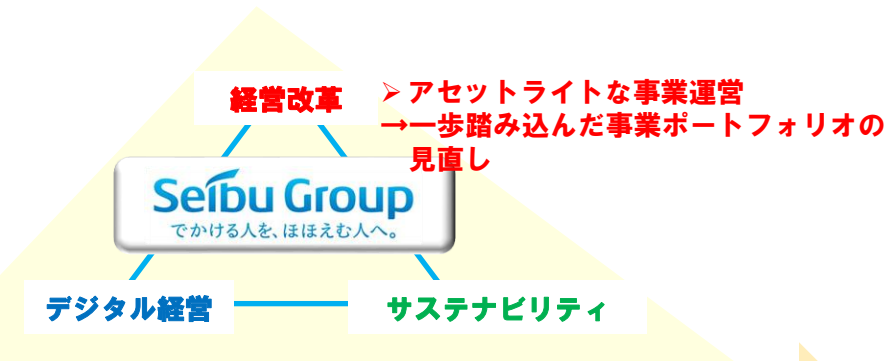 経営改革
➢ アセットライトな事業運営
→一歩踏み込んだ事業ポートフォリオの
見直し
Seibu Group
でかける人を、ほほえむ人へ。
デジタル経営
サステナビリティ